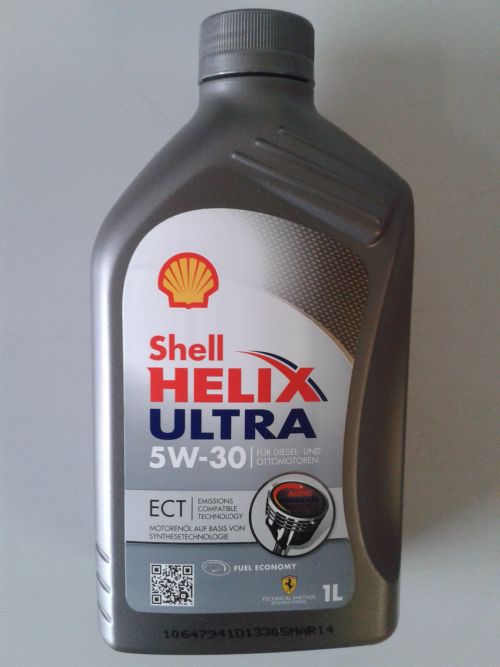 Shell
HELIX
ULTRA
5W-30
FÜR DIESEL- UND
OTTOMOTOREN
ECT
EMISSIONS
COMPATIBLE
TECHNOLOGY
MOTORENÖL AUF BASIS VON
SYNTHESETECHNOLOGIE
FUEL ECONOMY
TECHNICAL PARTNER
1L
10647941D13305MAR14